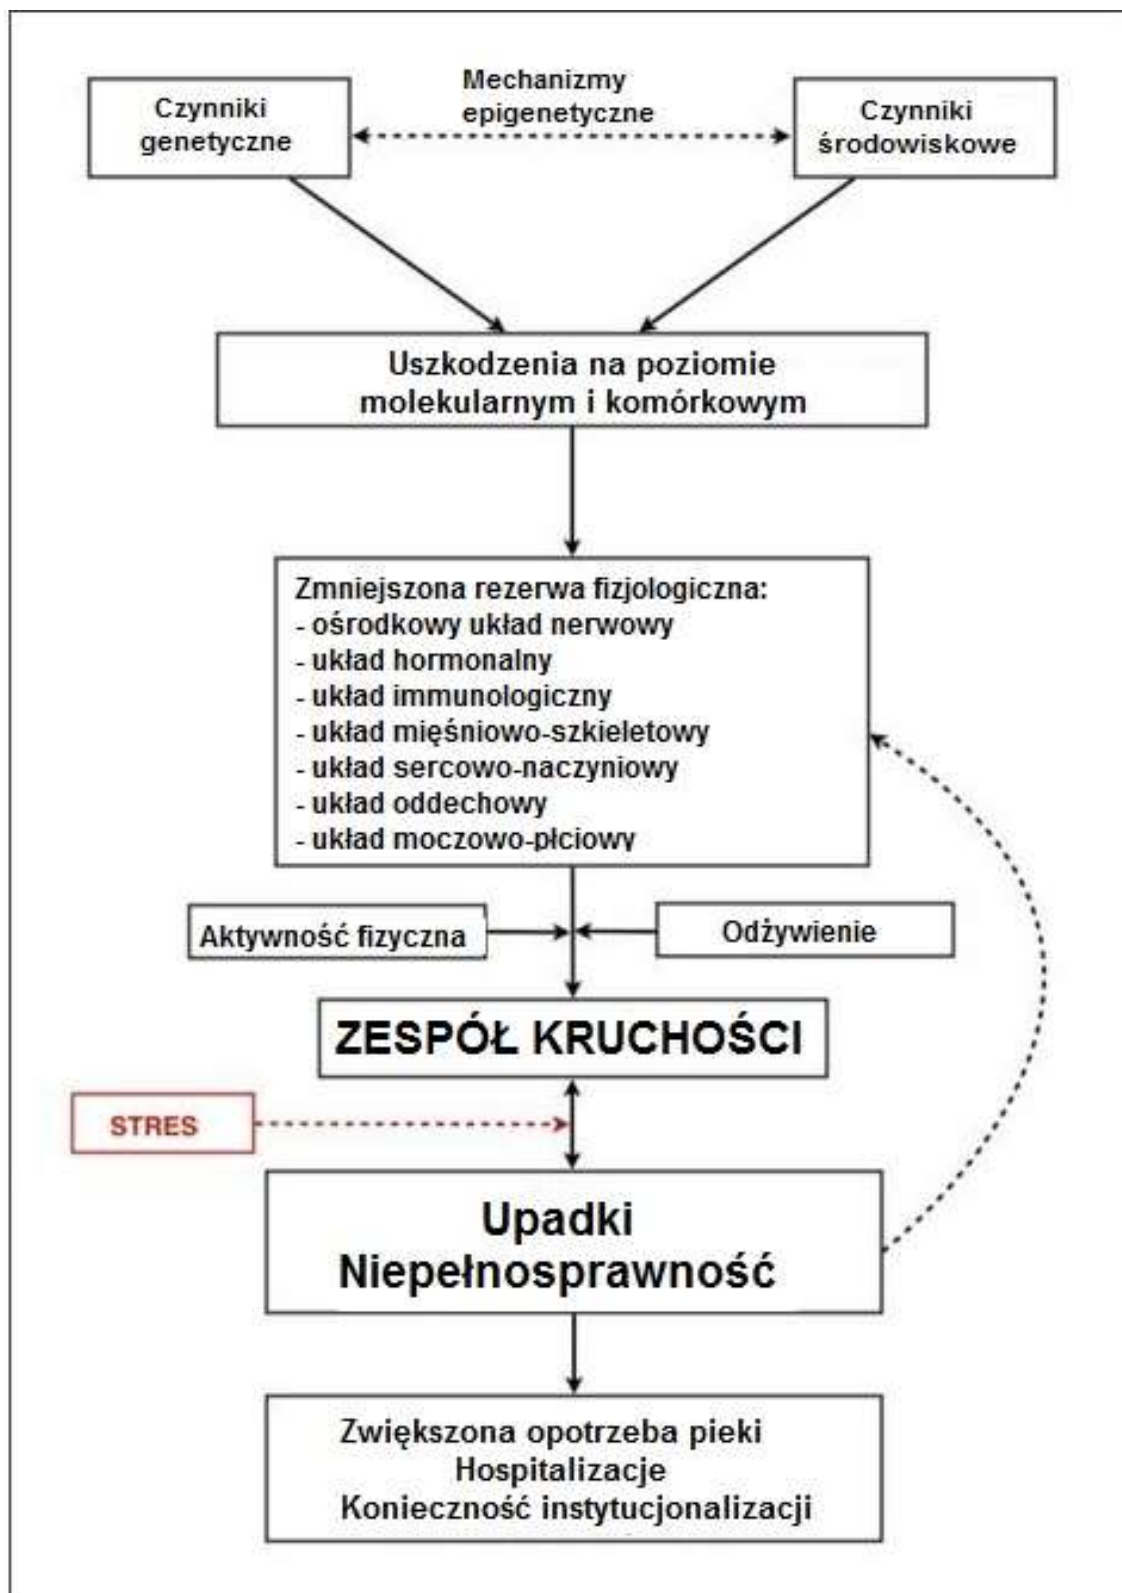 Mechanizmy
epigenetyczne
Czynniki
genetyczne
Czynniki
środowiskowe
Uszkodzenia na poziomie
molekularnym i komórkowym
Zmniejszona rezerwa fizjologiczna:
- ośrodkowy układ nerwowy
- układ hormonalny
- układ immunologiczny
- układ mięśniowo-szkieletowy
- układ sercowo-naczyniowy
- układ oddechowy
- układ moczowo-płciowy
Aktywność fizyczna
Odżywienie
ZESPÓŁ KRUCHOŚCI
STRES
Upadki
Niepełnosprawność
Zwiększona opotrzeba pieki
Hospitalizacje
Konieczność instytucjonalizacji